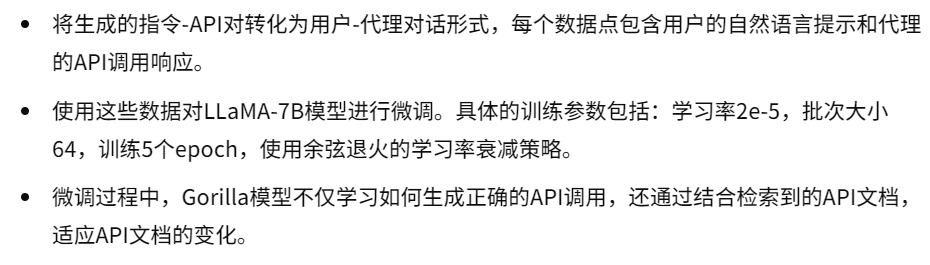 • 将生成的指令-API对转化为用户-代理对话形式，每个数据点包含用户的自然语言提示和代理
的API调用响应。
• 使用这些数据对LLaMA-7B模型进行微调。具体的训练参数包括：学习率2e-5，批次大小
64，训练5个epoch，使用余弦退火的学习率衰减策略。
• 微调过程中，Gorilla模型不仅学习如何生成正确的API调用，还通过结合检索到的API文档，
适应API文档的变化。